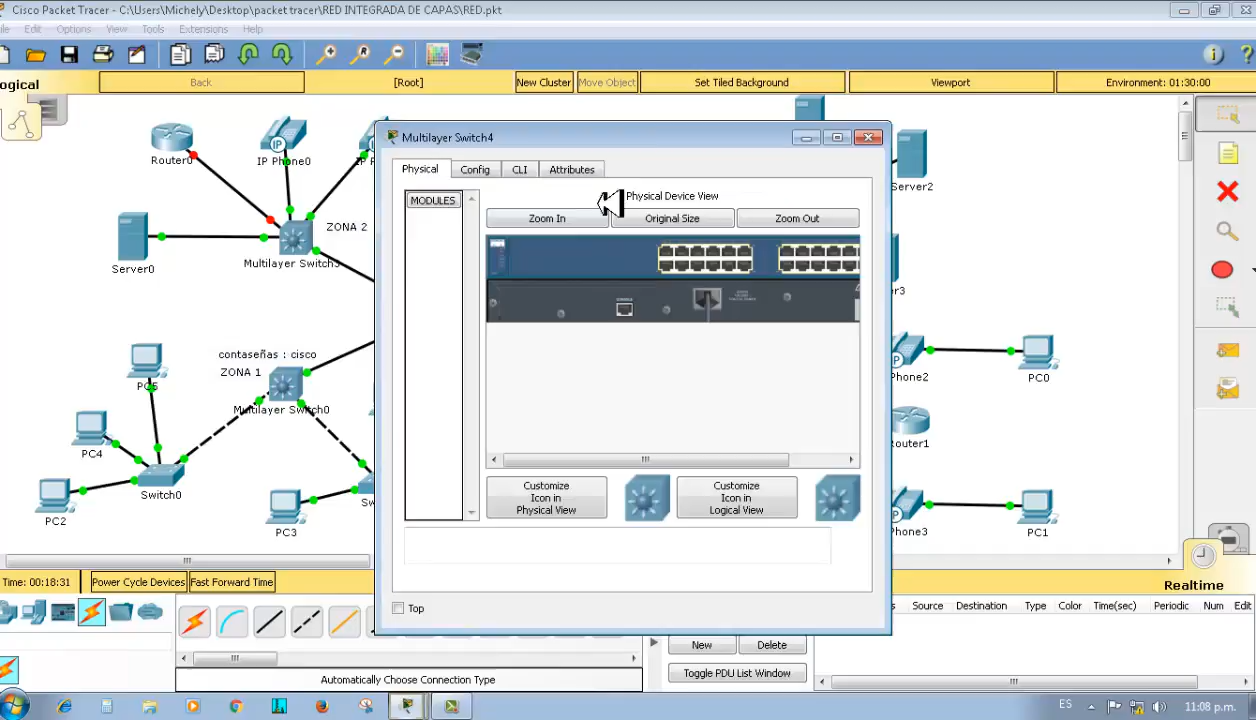 Cisco Packet Tracer - C:\Users\Michely\Desktop\packet tracer\RED INTEGRADA DE CAPAS\RED.pkt
Edit Options View Tools Extensions Help
ogical
Back
[Root]
New Cluster
Move Object
Set Tiled Background
Viewport
Environment: 01:30:00
Router0
IP Phone0
IP
Server0
ZONA 2
Multilayer Switch3
contaseñas : cisco
ZONA 1
Multilayer Switch0
PC5
PC4
PC2
Switch0
PC3
Server2
PC0
PC1
Multilayer Switch4
Physical
Config
CLI
Attributes
MODULES
Physical Device View
Zoom In
Original Size
Zoom Out
Customize
Icon in
Physical View
Customize
Icon in
Logical View
Top
Time: 00:18:31
Power Cycle Devices
Fast Forward Time
Realtime
Source
Destination
Type
Color
Time(sec)
Periodic
Num
Edit
New
Delete
Toggle PDU List Window
Automatically Choose Connection Type
ES
11:08 p.m.